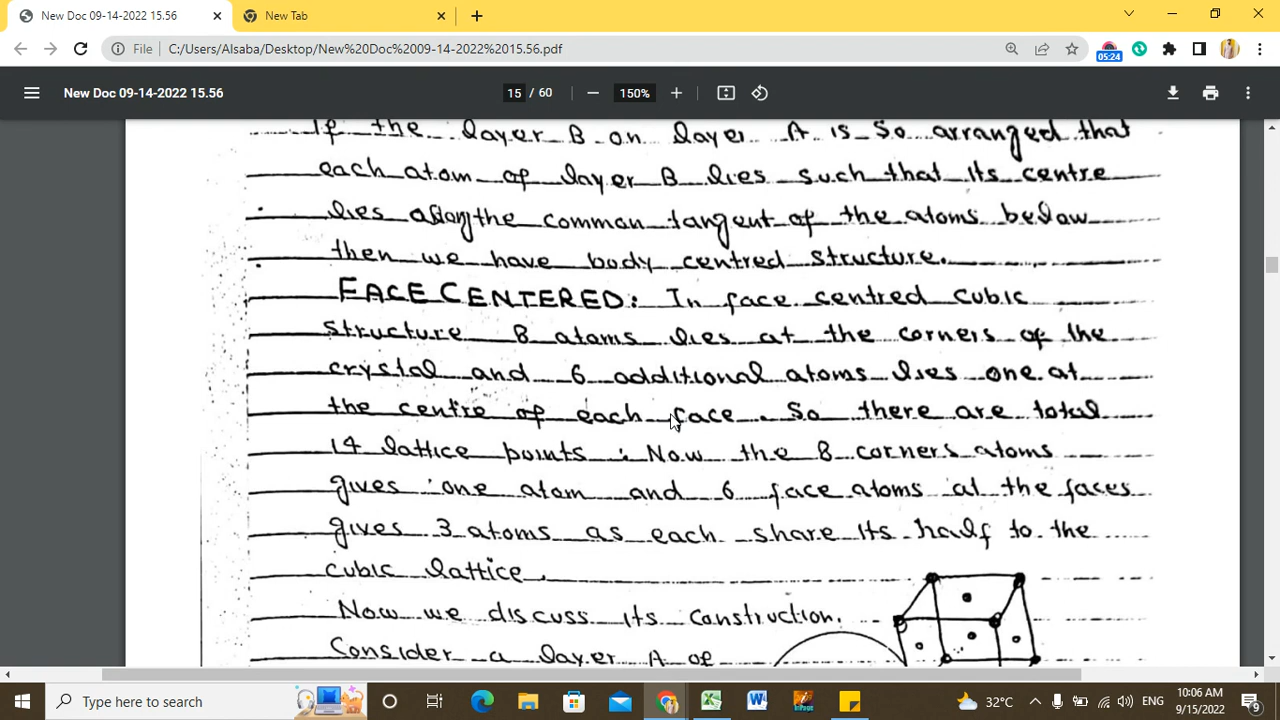 New Doc 09-14-2022 15.56
New Tab
File C:/Users/Alsaba/Desktop/New%20Doc%2009-14-2022%2015.56.pdf
05:24
New Doc 09-14-2022 15.56
15 / 60
150%
If the layer B on layer A is so arranged that
each atom of layer B lies such that its centre
lies along the common tangent of the atoms below
then we have body centred structure.
FACE CENTERED: In face centred cubic
structure 8 atoms lies at the corners of the
crystal and 6 additional atoms lies one at
the centre of each face. So there are total
14 lattice points. Now the 8 corners atoms
gives one atom and 6 face atoms at the faces
gives 3 atoms as each share its half to the
cubic lattice.
Now we discuss its construction.
Consider a layer A of
Type here to search
32°C
ENG
10:06 AM
9/15/2022
9